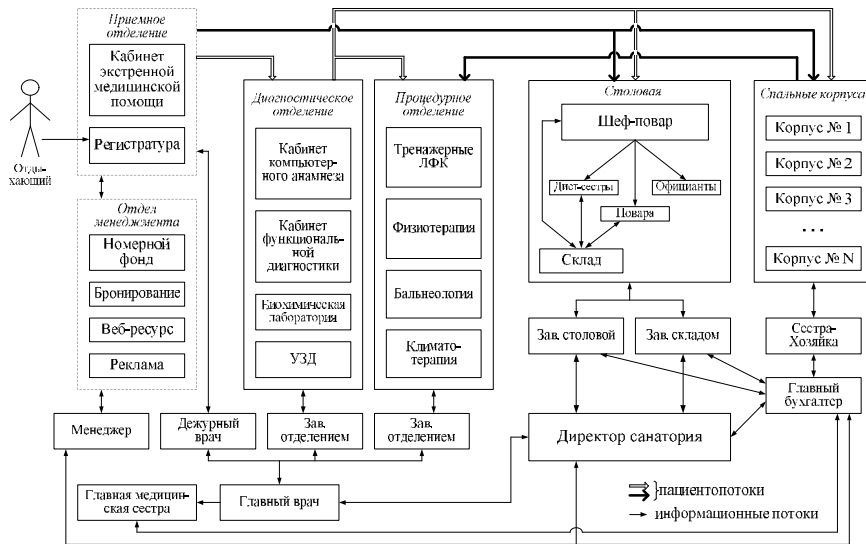 Приемное
отделение
Кабинет
экстренной
медицинской
помощи
Регистратура
Отды-
хающий
Отдел
менеджмента
Номерной
фонд
Бронирование
Веб-ресурс
Реклама
Менеджер
Диагностическое
отделение
Кабинет
компьютер-
ного анамнеза
Кабинет
функциональ-
ной
диагностики
Биохимическая
лаборатория
УЗД
Процедурное
отделение
Тренажерные
ЛФК
Физиотерапия
Бальнеология
Климато-
терапия
Столовая
Шеф-повар
Диет-сестры
Официанты
Повара
Склад
Спальные корпуса
Корпус № 1
Корпус № 2
Корпус № 3
...
Корпус № N
Зав. столовой
Зав. складом
Сестра-
Хозяйка
Главный
бухгалтер
Дежурный
врач
Зав.
отделением
Зав.
отделением
Директор санатория
Главная медицин-
ская сестра
Главный врач
пациентопотоки
информационные потоки